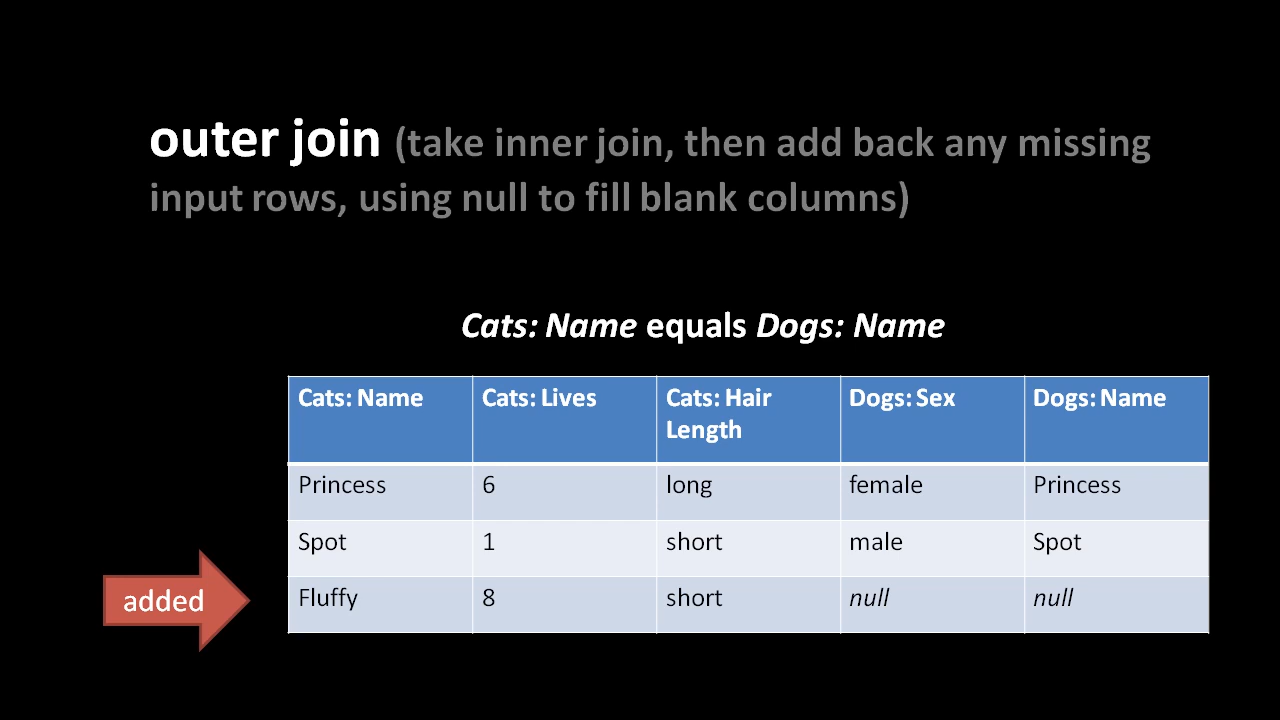 outer join (take inner join, then add back any missing
input rows, using null to fill blank columns)
Cats: Name equals Dogs: Name
Cats: Name Cats: Lives Cats: Hair Length Dogs: Sex Dogs: Name
Princess 6 long female Princess
Spot 1 short male Spot
added Fluffy 8 short null null